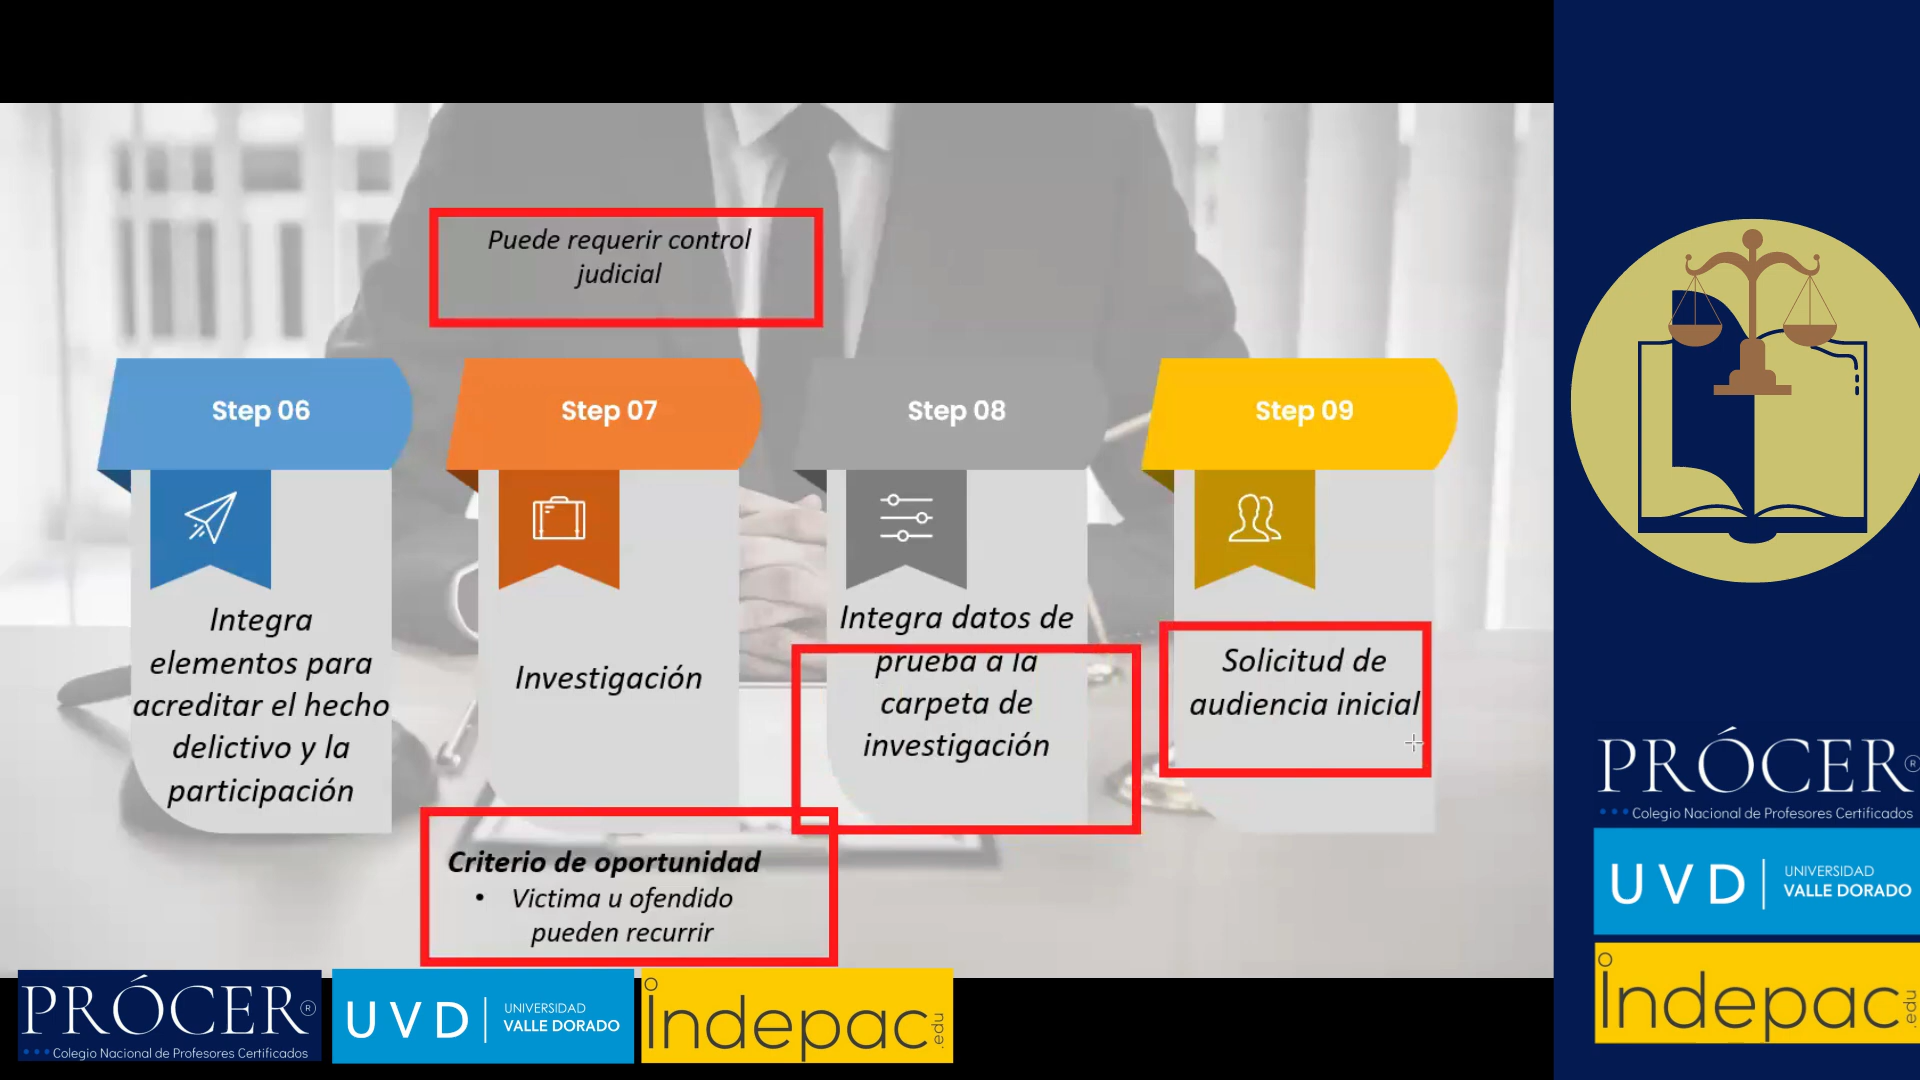 Puede requerir control
judicial
Step 06
Step 07
Step 08
Step 09
Integra
elementos para
acreditar el hecho
delictivo y la
participación
Investigación
Integra datos de
prueba a la
carpeta de
investigación
Solicitud de
audiencia inicial
Criterio de oportunidad
• Victima u ofendido
pueden recurrir
PRÓCER®
Colegio Nacional de Profesores Certificados
UVD
UNIVERSIDAD
VALLE DORADO
Indepac
.edu
PRÓCER®
Colegio Nacional de Profesores Certificados
UVD
UNIVERSIDAD
VALLE DORADO
Indepac
.edu